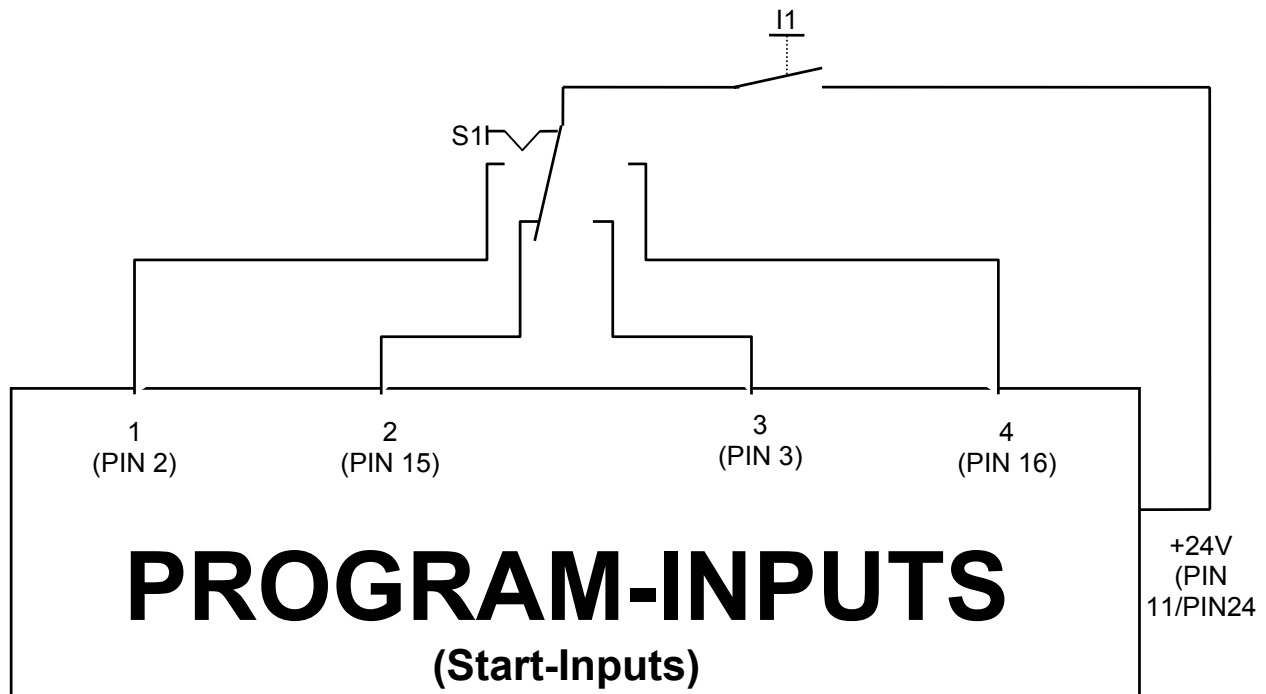 I1
S1
1
(PIN 2)
2
(PIN 15)
3
(PIN 3)
4
(PIN 16)
+24V
(PIN
11/PIN24
PROGRAM-INPUTS
(Start-Inputs)